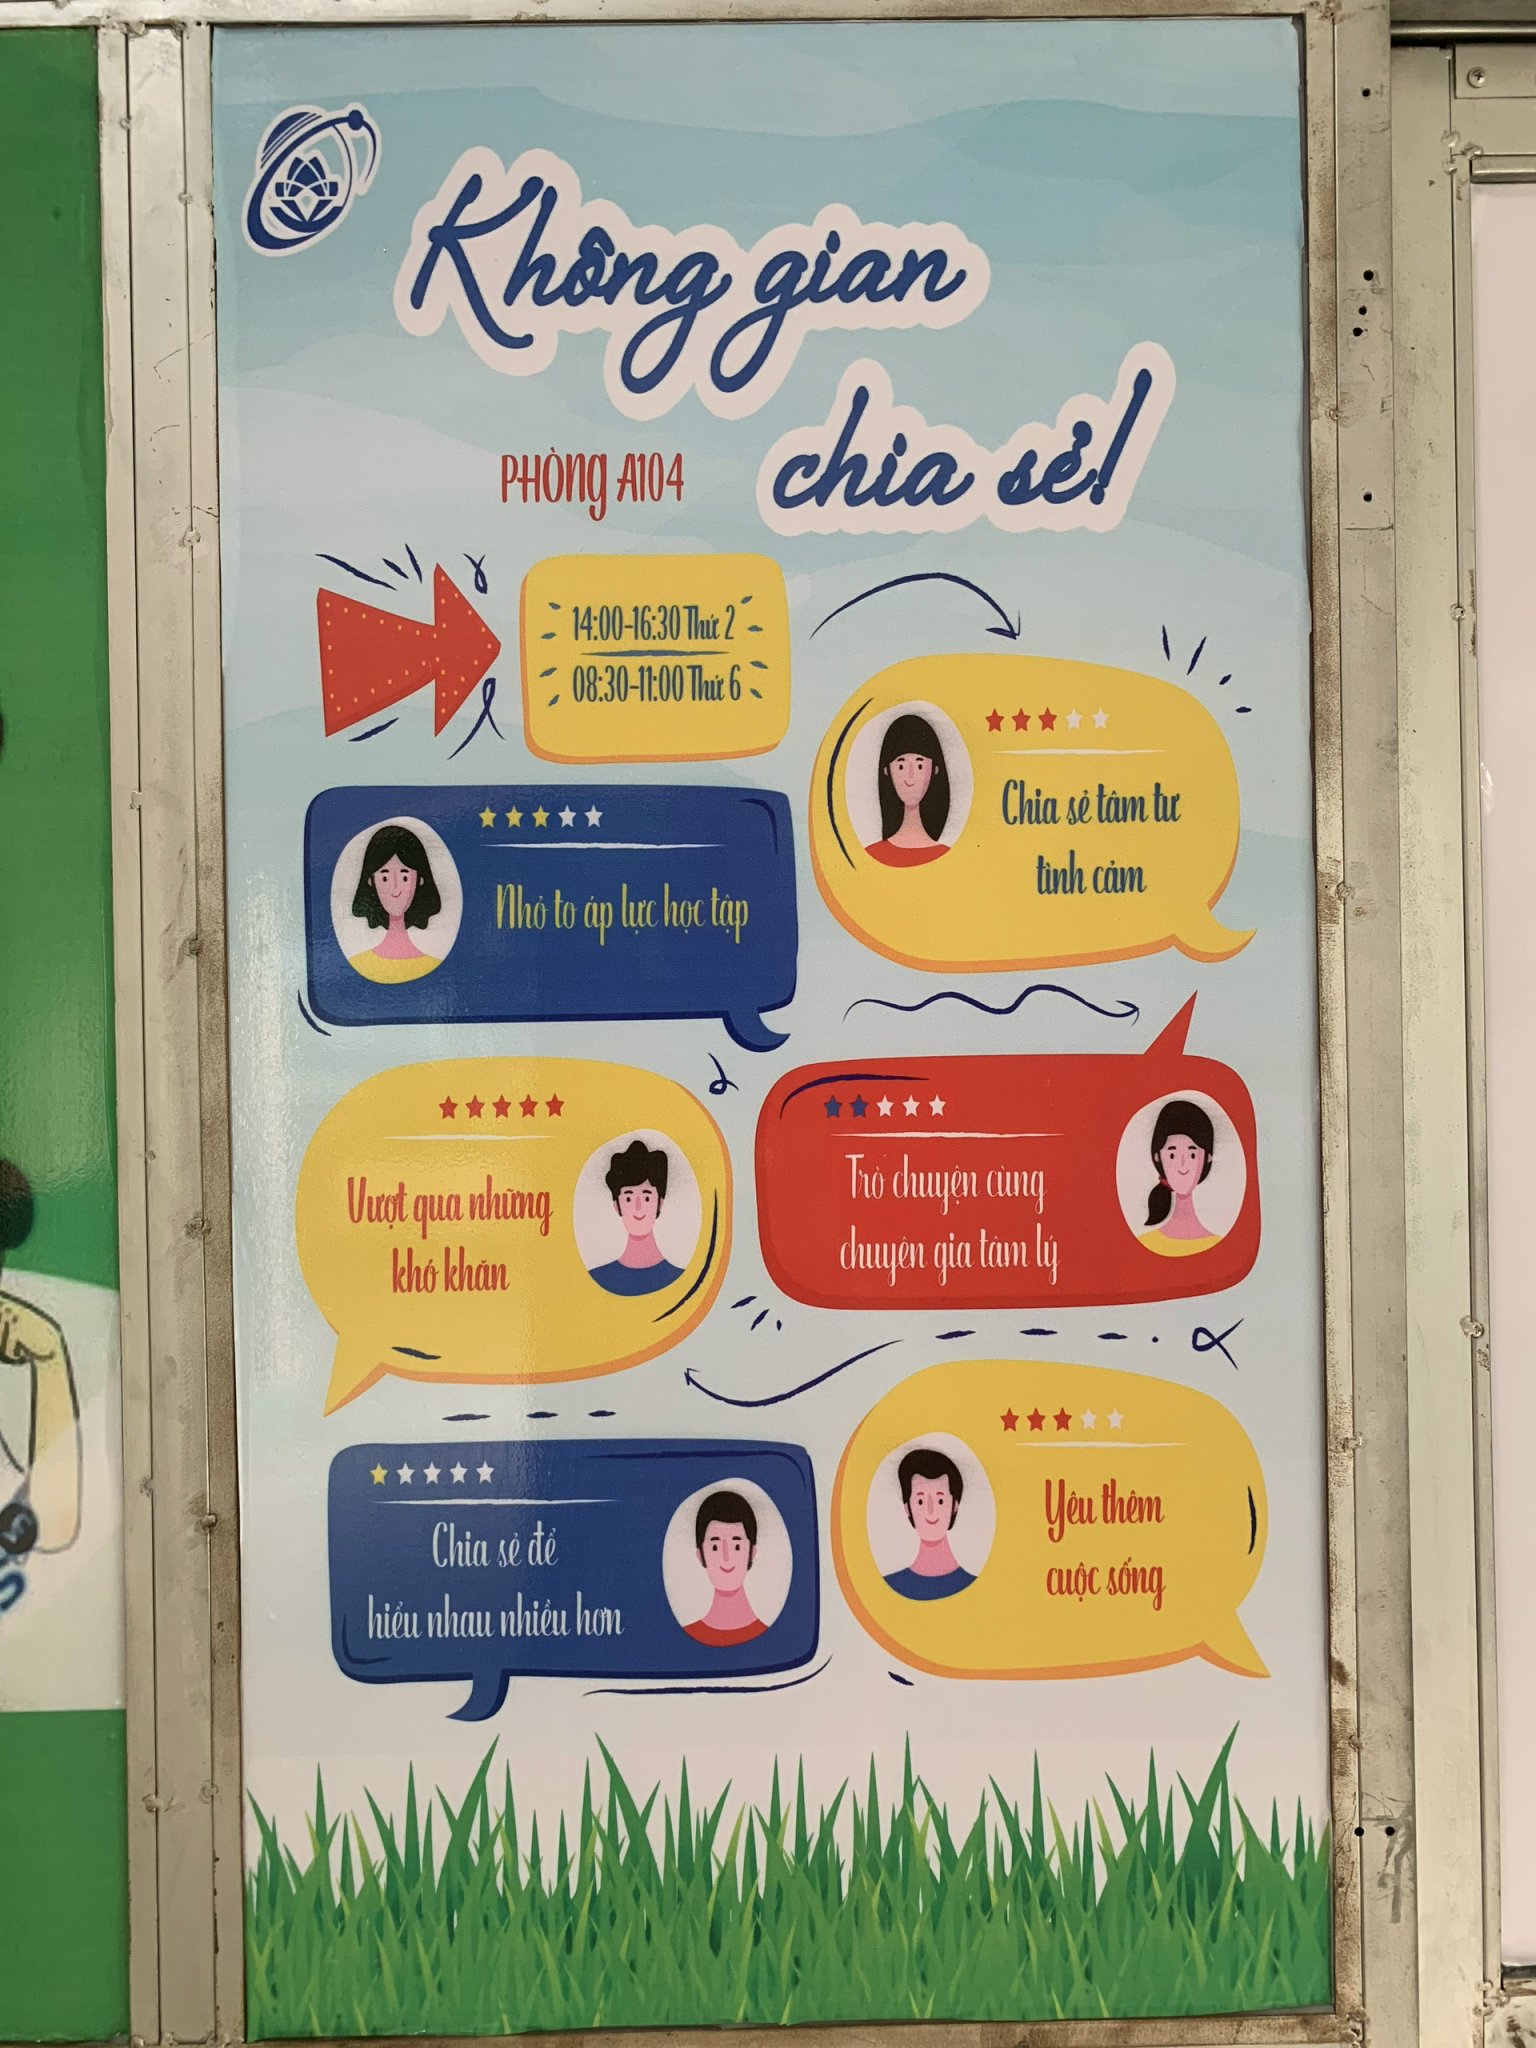 Không gian
chia sẻ!
PHÒNG A104
14:00-16:30 Thứ 2
08:30-11:00 Thứ 6
Chia sẻ tâm tư
tình cảm
Nhỏ to áp lực học tập
Vượt qua những
khó khăn
Trò chuyện cùng
chuyên gia tâm lý
Chia sẻ để
hiểu nhau nhiều hơn
Yêu thêm
cuộc sống